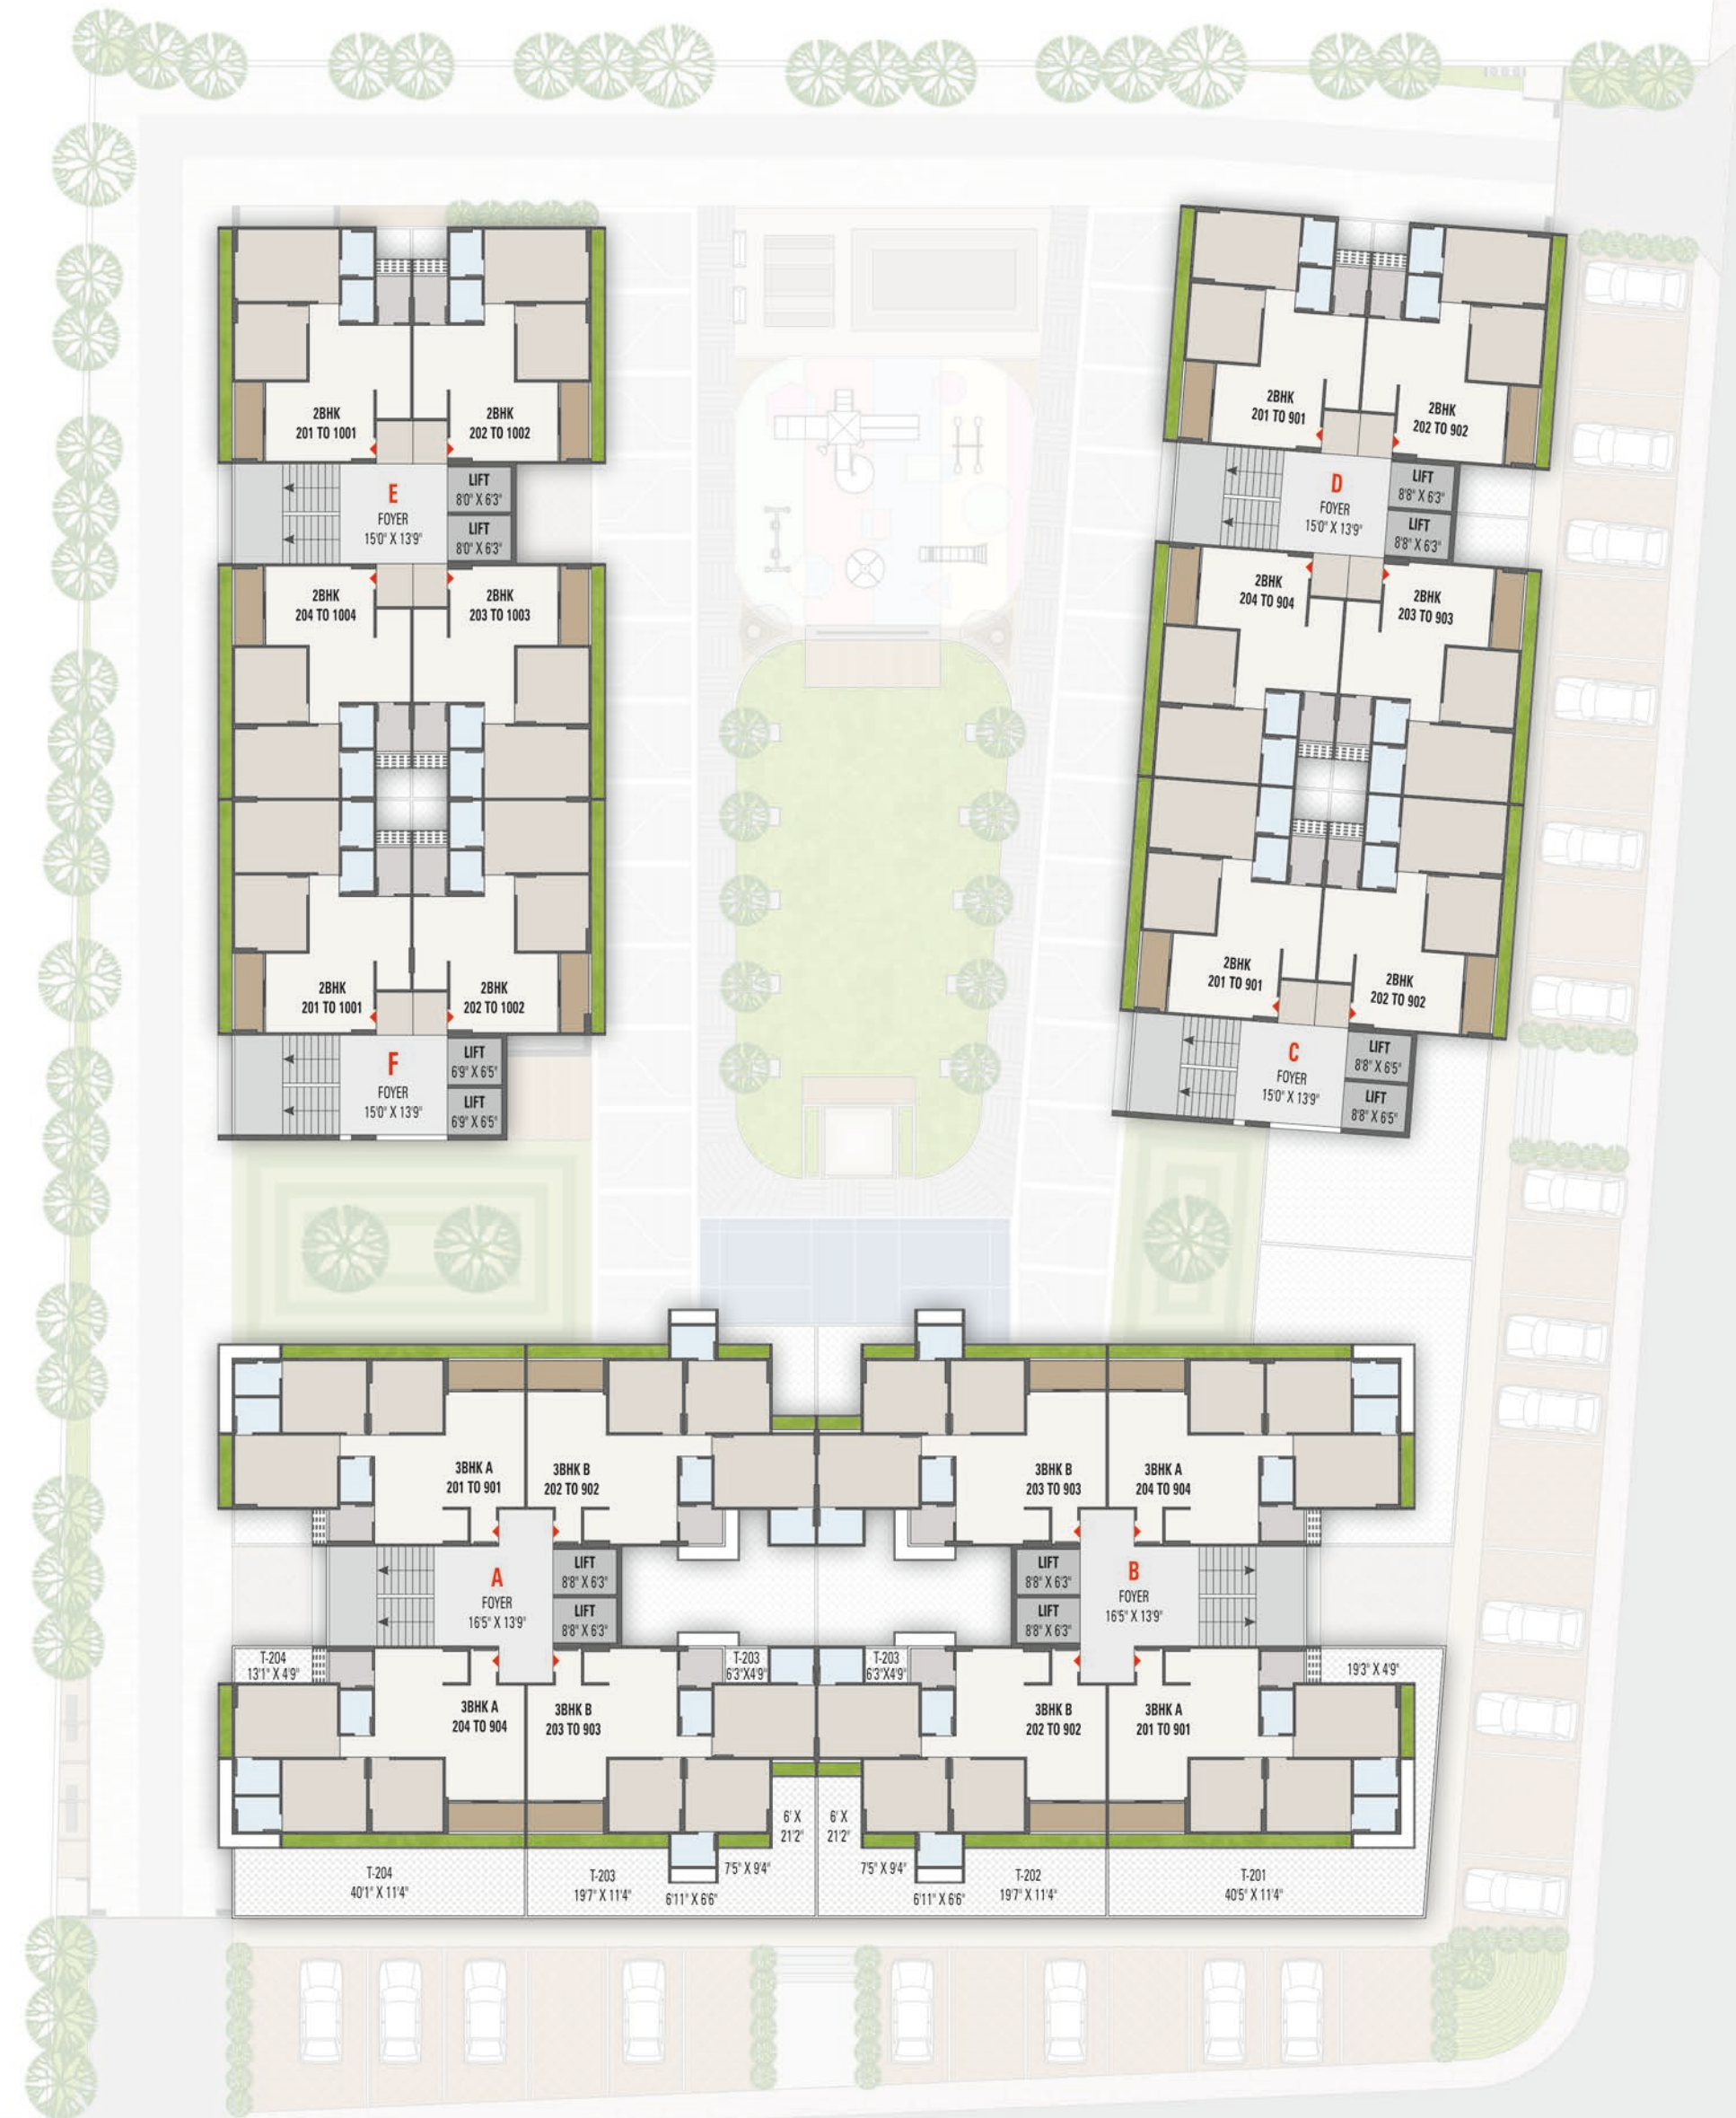 2BHK
201 TO 1001
2BHK
202 TO 1002
E
FOYER
15'0" X 13'9"
LIFT
8'0" X 6'3"
LIFT
8'0" X 6'3"
2BHK
204 TO 1004
2BHK
203 TO 1003
2BHK
201 TO 1001
2BHK
202 TO 1002
F
FOYER
15'0" X 13'9"
LIFT
6'9" X 6'5"
LIFT
6'9" X 6'5"
2BHK
201 TO 901
2BHK
202 TO 902
D
FOYER
15'0" X 13'9"
LIFT
8'8" X 6'3"
LIFT
8'8" X 6'3"
2BHK
204 TO 904
2BHK
203 TO 903
2BHK
201 TO 901
2BHK
202 TO 902
C
FOYER
15'0" X 13'9"
LIFT
8'8" X 6'5"
LIFT
8'8" X 6'5"
3BHK A
201 TO 901
3BHK B
202 TO 902
3BHK B
203 TO 903
3BHK A
204 TO 904
A
FOYER
16'5" X 13'9"
LIFT
8'8" X 6'3"
LIFT
8'8" X 6'3"
LIFT
8'8" X 6'3"
LIFT
8'8" X 6'3"
B
FOYER
16'5" X 13'9"
T-204
13'1" X 4'9"
T-203
6'3"X4'9"
T-203
6'3"X4'9"
19'3" X 4'9"
3BHK A
204 TO 904
3BHK B
203 TO 903
3BHK B
202 TO 902
3BHK A
201 TO 901
6' X
21'2"
6' X
21'2"
T-204
40'1" X 11'4"
T-203
19'7" X 11'4"
6'11" X 6'6"
7'5" X 9'4"
7'5" X 9'4"
6'11" X 6'6"
T-202
19'7" X 11'4"
T-201
40'5" X 11'4"